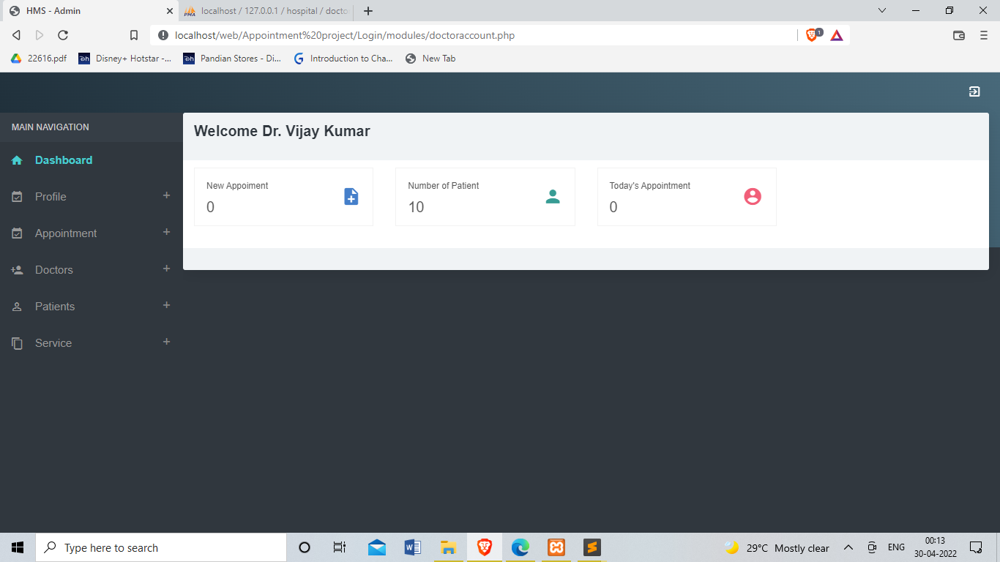 HMS - Admin
localhost / 127.0.0.1 / hospital / docto
localhost/web/Appointment%20project/Login/modules/doctoraccount.php
1
22616.pdf
Disney+ Hotstar -...
Pandian Stores - Di...
Introduction to Cha...
New Tab
MAIN NAVIGATION
Welcome Dr. Vijay Kumar
Dashboard
Profile
Appointment
Doctors
Patients
Service
New Appoiment
0
Number of Patient
10
Today's Appointment
0
Type here to search
29°C Mostly clear
ENG
00:13
30-04-2022